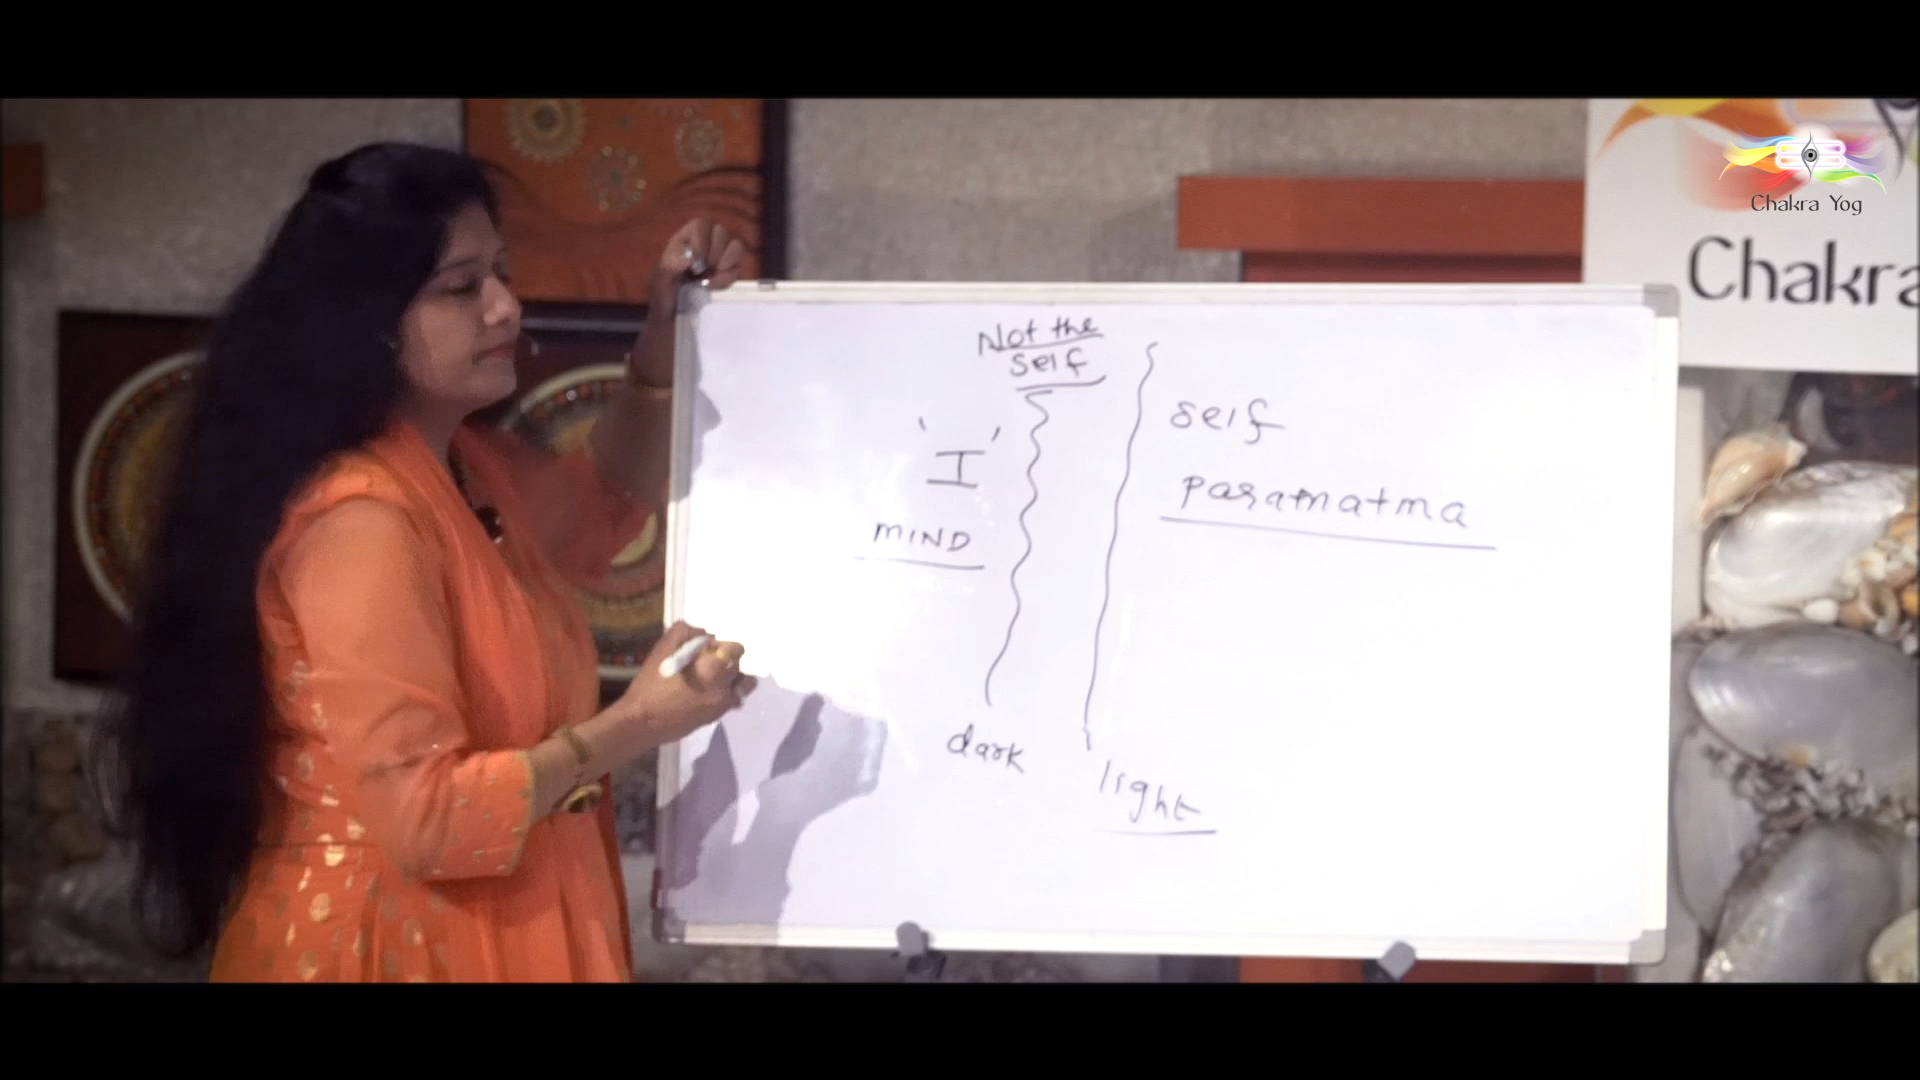 Chakra Yog
Chakra
Not the
self
'I'
MIND
self
paramatma
dark
light